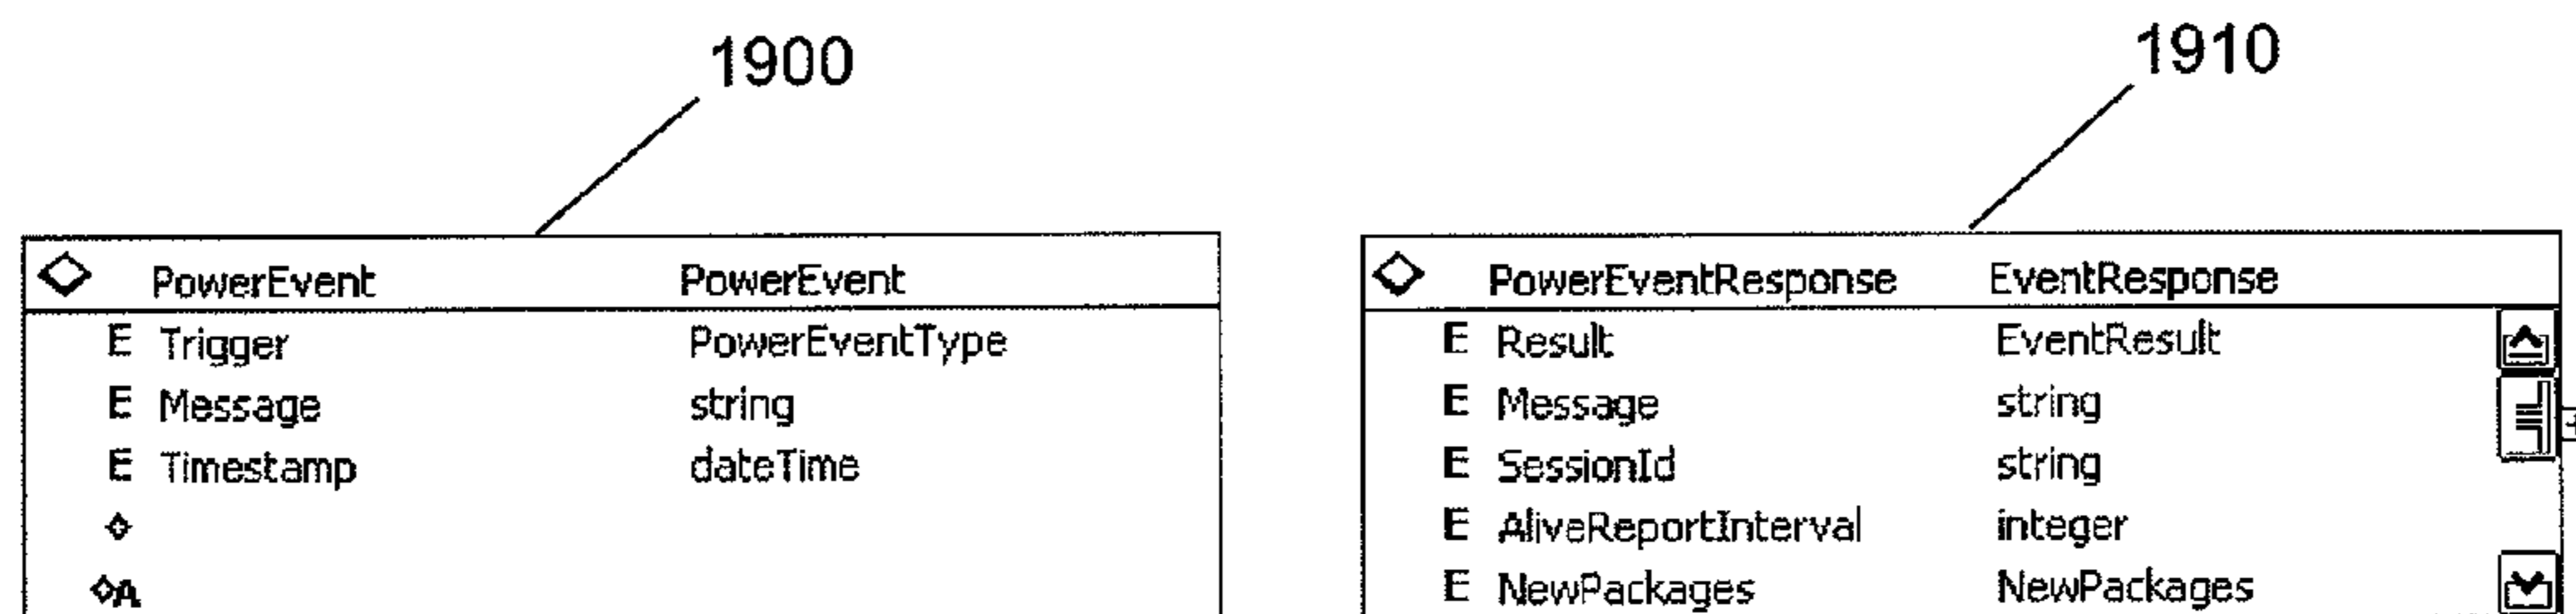 1900
1910
PowerEvent PowerEvent
E Trigger PowerEventType
E Message string
E Timestamp dateTime
A
PowerEventResponse EventResponse
E Result EventResult
E Message string
E SessionId string
E AliveReportInterval integer
E NewPackages NewPackages